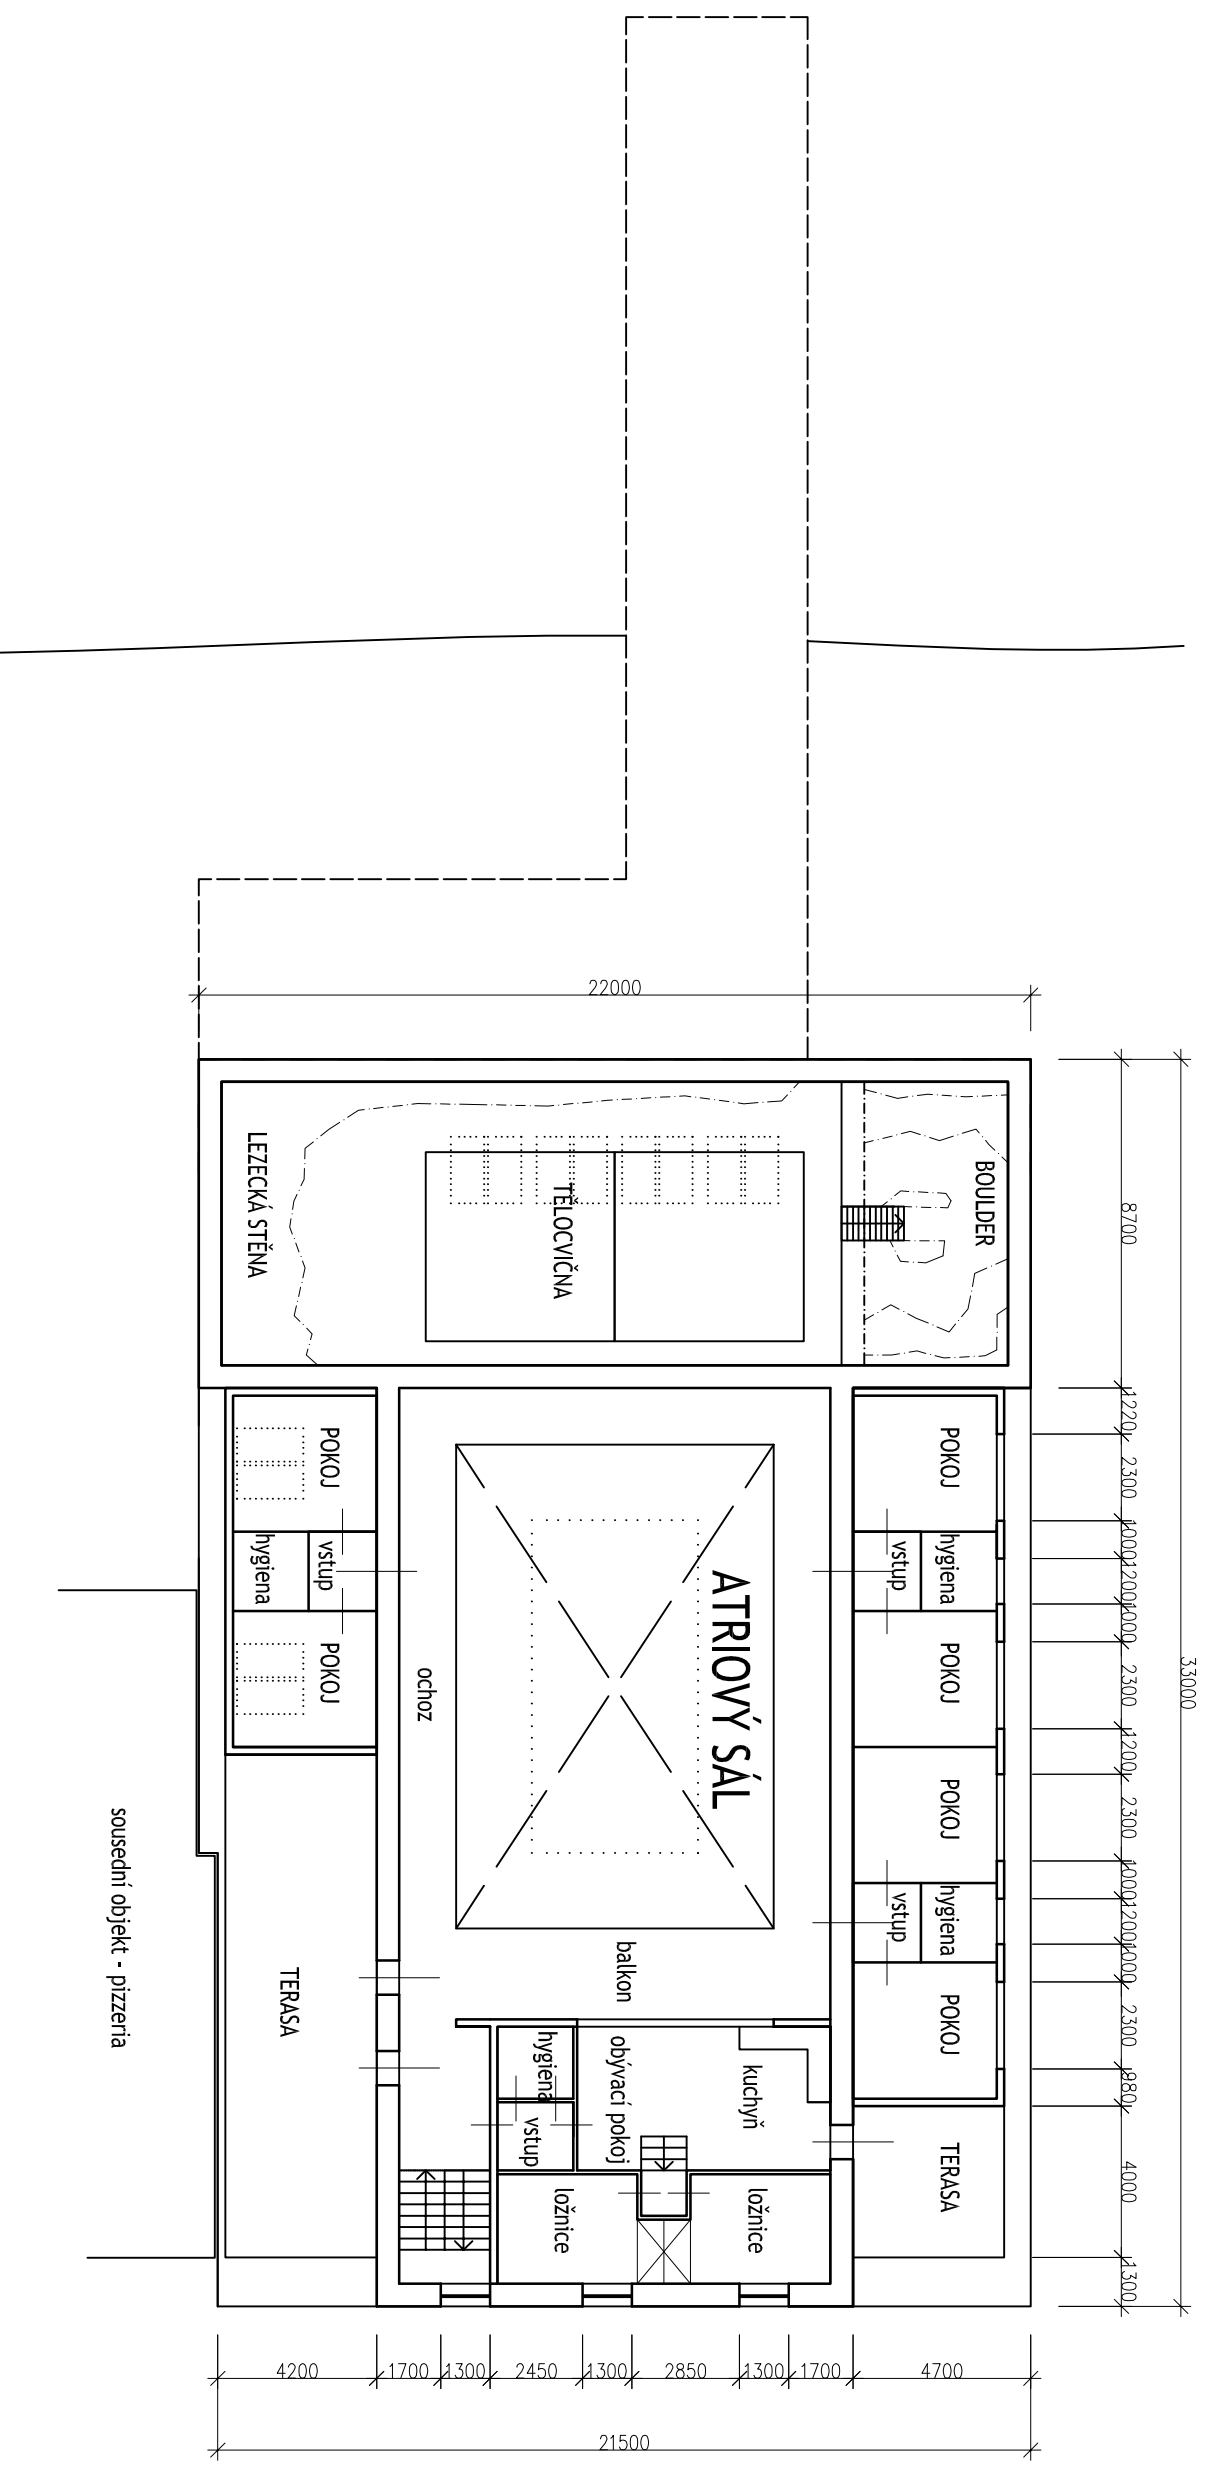 22000
LEZECKÁ STĚNA
TĚLOCVIČNA
BOULDER
POKOJ
hygiena
vstup
POKOJ
ochoz
ATRIOVÝ SÁL
POKOJ
vstup
hygiena
POKOJ
POKOJ
vstup
hygiena
POKOJ
sousední objekt - pizzeria
TERASA
balkon
hygiena
vstup
obývací pokoj
kuchyň
ložnice
ložnice
TERASA
8700
1220
2300
1000
1200
1000
2300
1200
2300
1000
1200
1000
2300
980
4000
1300
33000
4200
1700
1300
2450
1300
2850
1300
1700
4700
21500